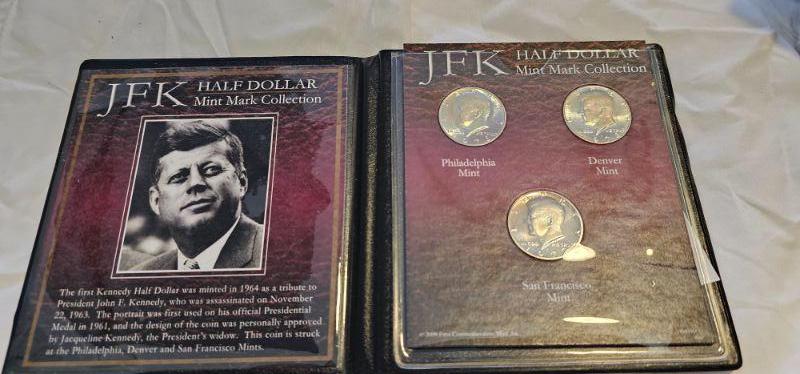 JFK HALF DOLLAR
Mint Mark Collection
The first Kennedy Half Dollar was minted in 1964 as a tribute to
President John F. Kennedy, who was assassinated on November
22, 1963. The portrait was first used on his official Presidential
Medal in 1961, and the design of the coin was personally approved
by Jacqueline Kennedy, the President's widow. This coin is struck
at the Philadelphia, Denver and San Francisco Mints.
JFK HALF DOLLAR
Mint Mark Collection
Philadelphia
Mint
Denver
Mint
San Francisco
Mint
First Commemorative Mint, Inc.